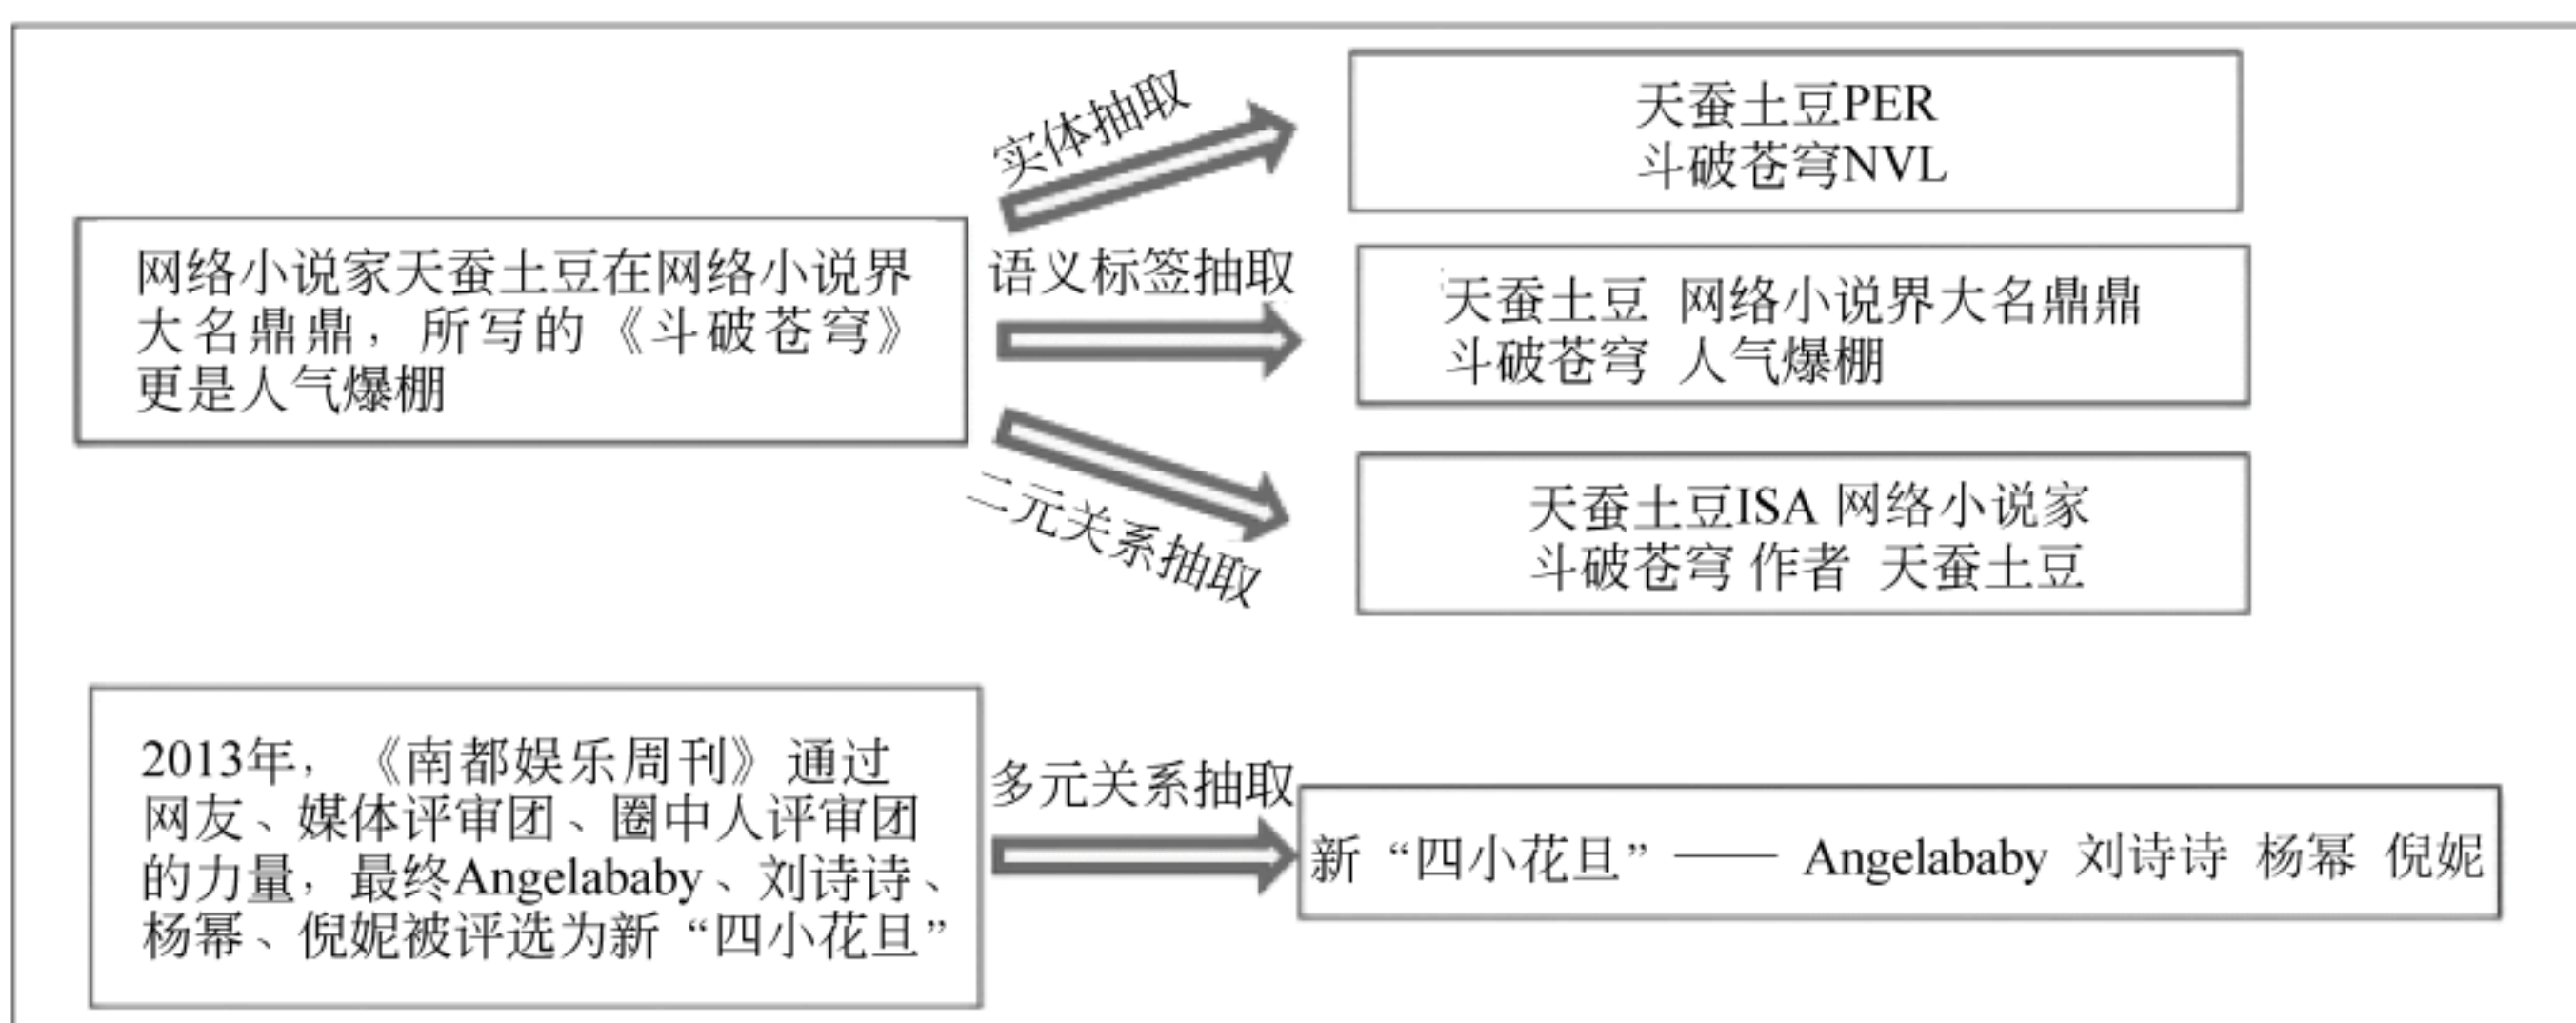 实体抽取
天蚕土豆PER
斗破苍穹NVL
网络小说家天蚕土豆在网络小说界
大名鼎鼎，所写的《斗破苍穹》
更是人气爆棚
语义标签抽取
天蚕土豆 网络小说界大名鼎鼎
斗破苍穹 人气爆棚
二元关系抽取
天蚕土豆ISA 网络小说家
斗破苍穹 作者 天蚕土豆
2013年，《南都娱乐周刊》通过
网友、媒体评审团、圈中人评审团
的力量，最终Angelababy、刘诗诗、
杨幂、倪妮被评选为新“四小花旦”
多元关系抽取
新“四小花旦”—— Angelababy 刘诗诗 杨幂 倪妮